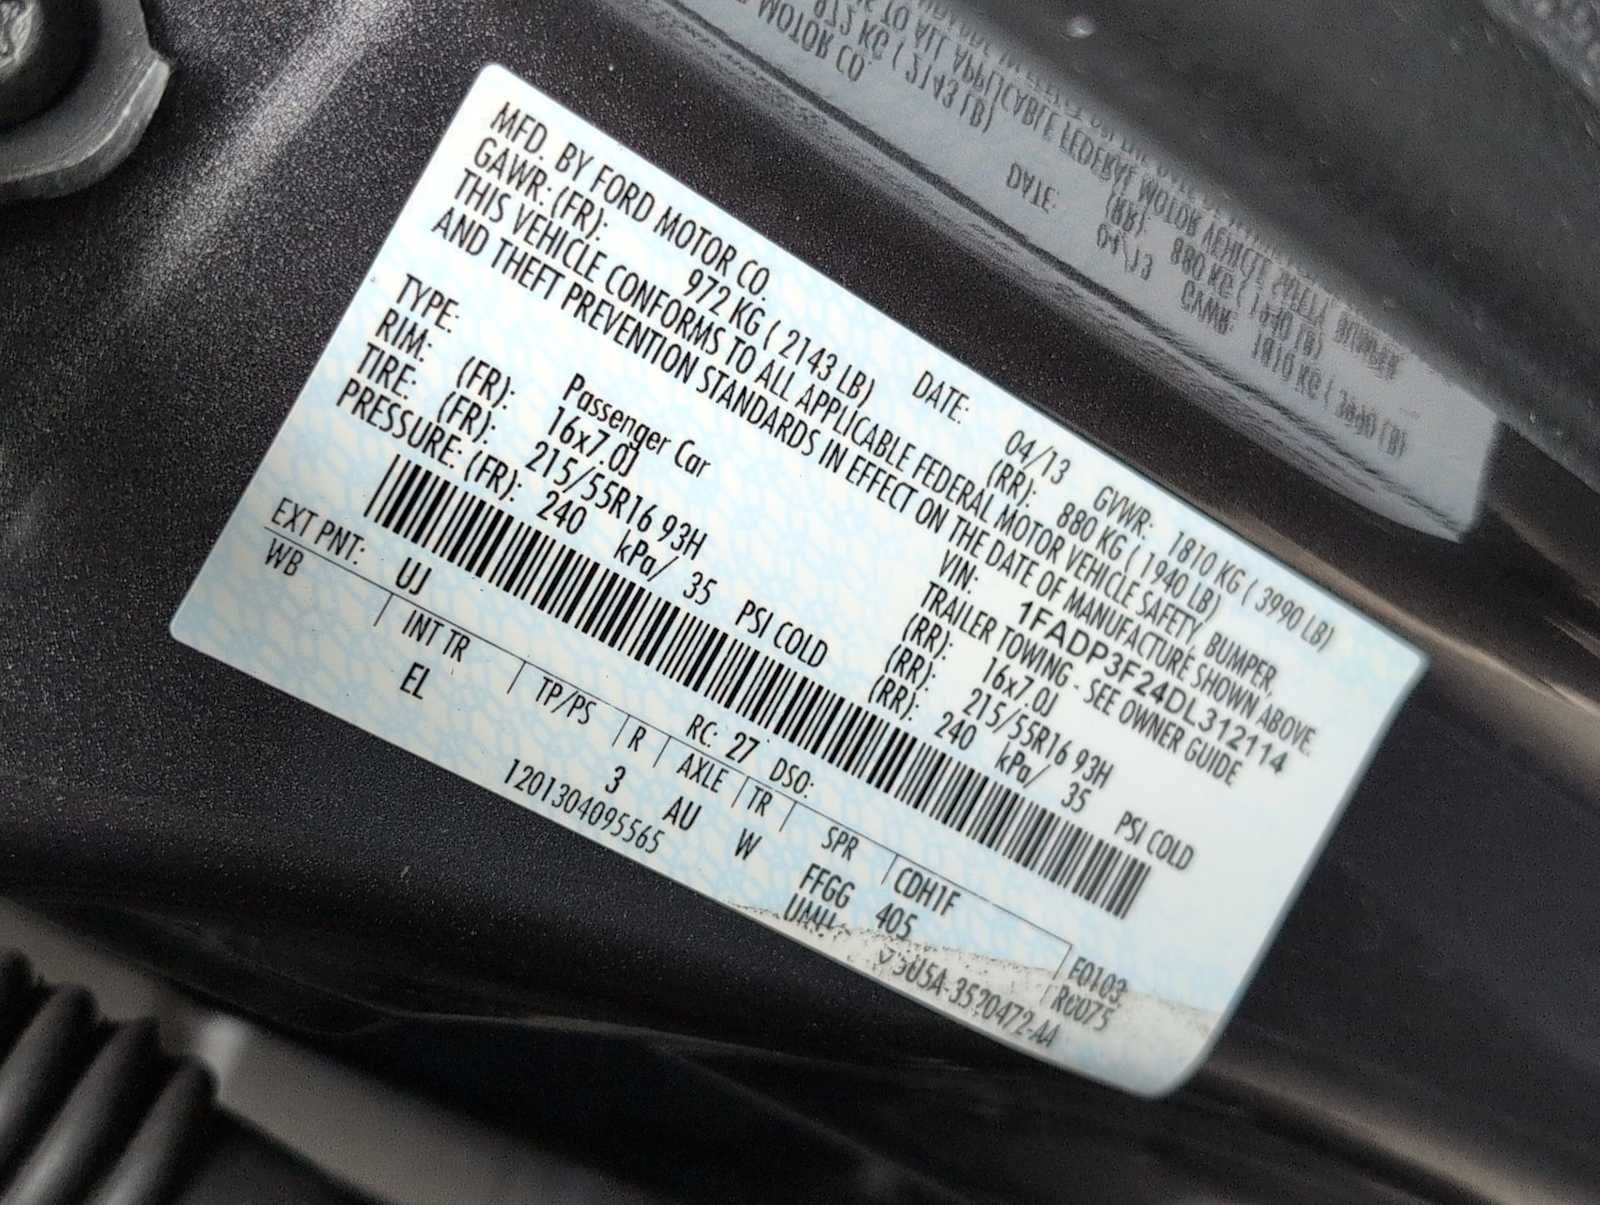 MFD. BY FORD MOTOR CO. DATE: 04/13 GVWR: 1810 KG ( 3990 LB)
GAWR: (FR): 972 KG ( 2143 LB) (RR): 880 KG ( 1940 LB)
THIS VEHICLE CONFORMS TO ALL APPLICABLE FEDERAL MOTOR VEHICLE SAFETY, BUMPER,
AND THEFT PREVENTION STANDARDS IN EFFECT ON THE DATE OF MANUFACTURE SHOWN ABOVE.
VIN: 1FADP3F24DL312114
TYPE: Passenger Car TRAILER TOWING - SEE OWNER GUIDE
RIM: (FR): 16x7.0J (RR): 16x7.0J
TIRE: (FR): 215/55R16 93H (RR): 215/55R16 93H
PRESSURE: (FR): 240 kPa/ 35 PSI COLD (RR): 240 kPa/ 35 PSI COLD
EXT PNT: UJ RC: 27 DSO:
WB INT TR TP/PS R AXLE TR SPR CDH1F
EL 3 AU W FFGG 405 F0103
1201304095565 R0075
5U5A-3520472-AA